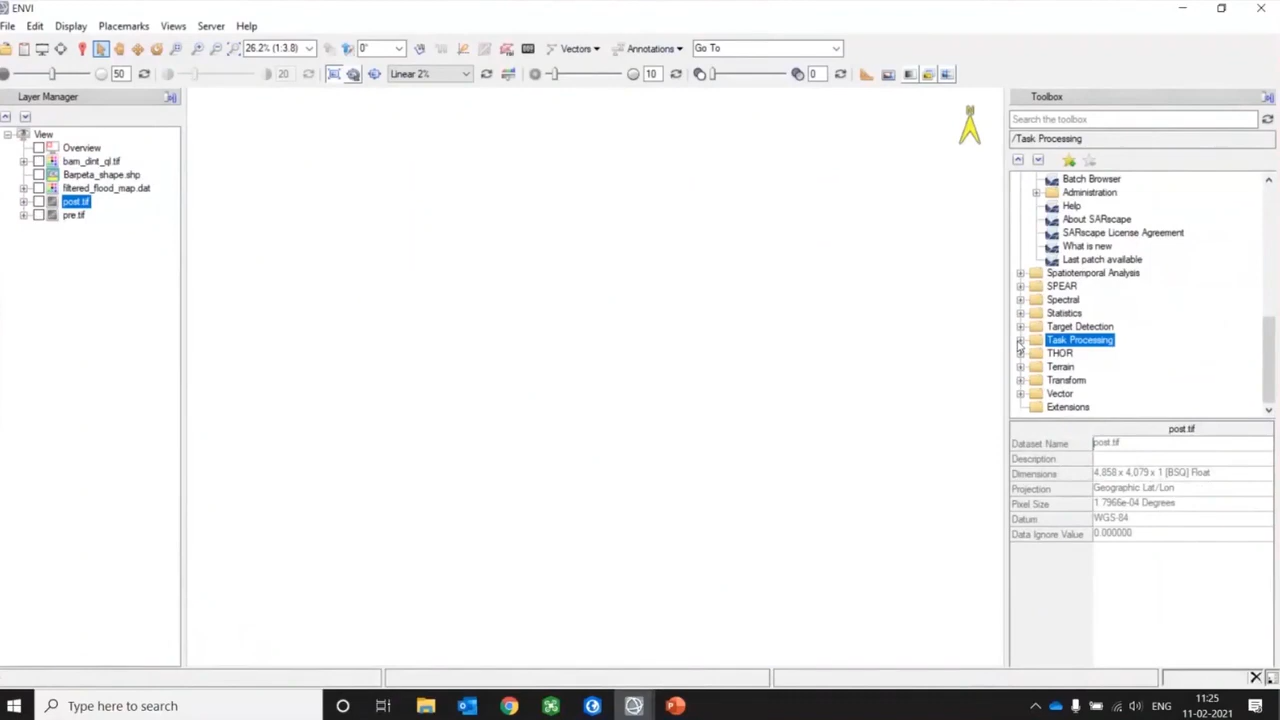 ENVI
File Edit Display Placemarks Views Server Help
26.2% (1:3.8) 0° Vectors Annotations Go To
50 20 Linear 2% 10 0
Layer Manager
View
Overview
bam_dint_ql.tif
Barpeta_shape.shp
filtered_flood_map.dat
post.tif
pre.tif
N
Toolbox
Search the toolbox
/Task Processing
Batch Browser
Administration
Help
About SARscape
SARscape License Agreement
What is new
Last patch available
Spatiotemporal Analysis
SPEAR
Spectral
Statistics
Target Detection
Task Processing
THOR
Terrain
Transform
Vector
Extensions
post.tif
Dataset Name post.tif
Description
Dimensions 4,858 x 4,079 x 1 [BSQ] Float
Projection Geographic Lat/Lon
Pixel Size 1.7966e-04 Degrees
Datum WGS-84
Data Ignore Value 0.000000
Type here to search
ENG
11:25
11-02-2021